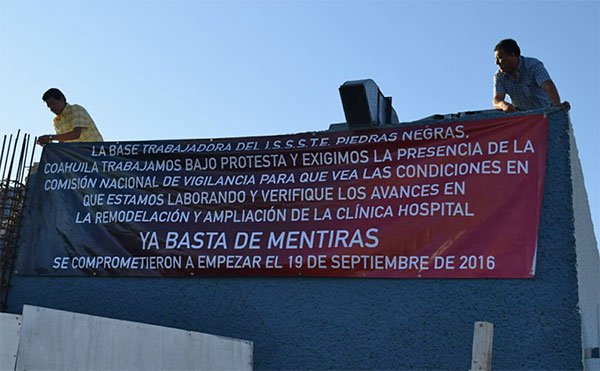 LA BASE TRABAJADORA DEL I.S.S.S.T.E. PIEDRAS NEGRAS,
COAHUILA TRABAJAMOS BAJO PROTESTA Y EXIGIMOS LA PRESENCIA DE LA
COMISIÓN NACIONAL DE VIGILANCIA PARA QUE VEA LAS CONDICIONES EN
QUE ESTAMOS LABORANDO Y VERIFIQUE LOS AVANCES EN
LA REMODELACIÓN Y AMPLIACIÓN DE LA CLÍNICA HOSPITAL
YA BASTA DE MENTIRAS
SE COMPROMETIERON A EMPEZAR EL 19 DE SEPTIEMBRE DE 2016